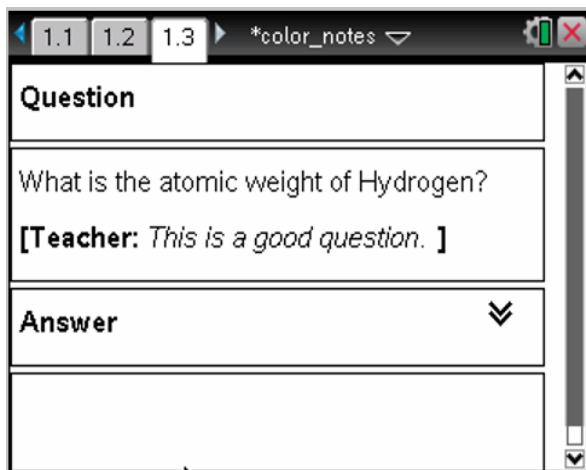 1.1 1.2 1.3 *color_notes
Question
What is the atomic weight of Hydrogen?
[Teacher: This is a good question. ]
Answer